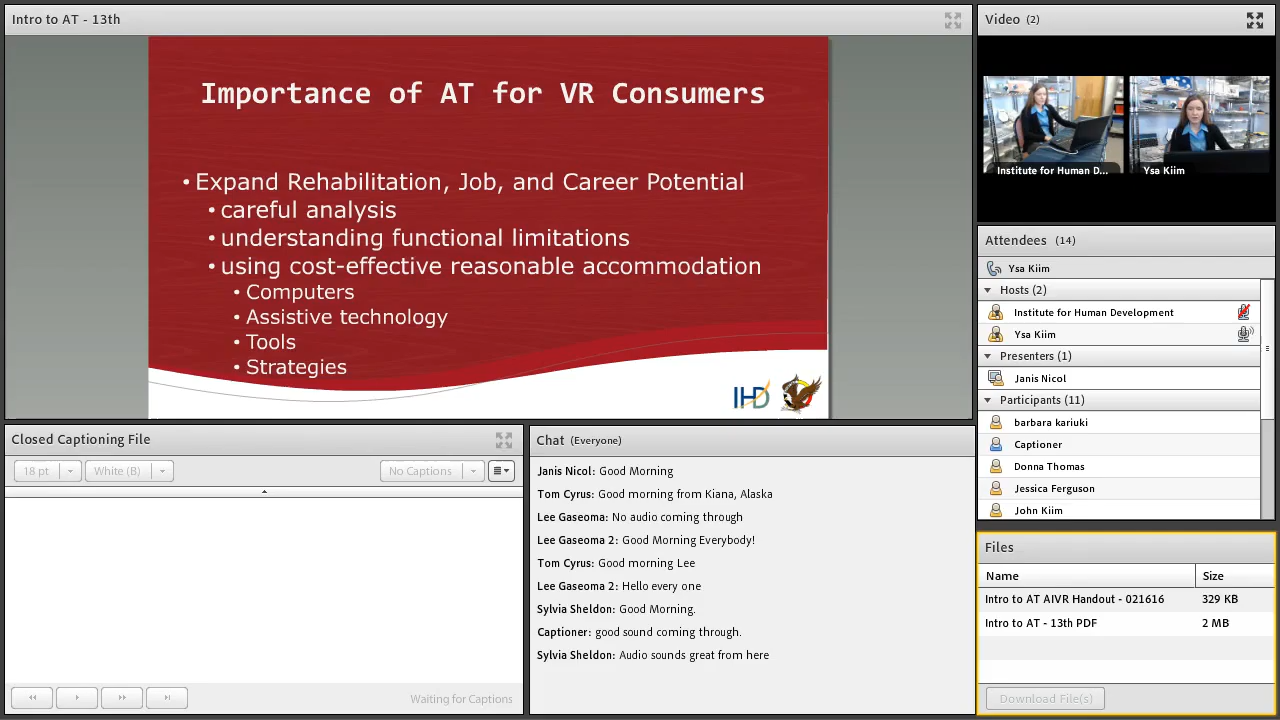 Intro to AT - 13th
Importance of AT for VR Consumers
• Expand Rehabilitation, Job, and Career Potential
• careful analysis
• understanding functional limitations
• using cost-effective reasonable accommodation
• Computers
• Assistive technology
• Tools
• Strategies
IHD
Video (2)
Institute for Human D...
Ysa Kiim
Attendees (14)
Ysa Kiim
Hosts (2)
Institute for Human Development
Ysa Kiim
Presenters (1)
Janis Nicol
Participants (11)
barbara kariuki
Captioner
Donna Thomas
Jessica Ferguson
John Kiim
Closed Captioning File
18 pt
White (B)
No Captions
Waiting for Captions
Chat (Everyone)
Janis Nicol: Good Morning
Tom Cyrus: Good morning from Kiana, Alaska
Lee Gaseoma: No audio coming through
Lee Gaseoma 2: Good Morning Everybody!
Tom Cyrus: Good morning Lee
Lee Gaseoma 2: Hello every one
Sylvia Sheldon: Good Morning.
Captioner: good sound coming through.
Sylvia Sheldon: Audio sounds great from here
Files
Name Size
Intro to AT AIVR Handout - 021616 329 KB
Intro to AT - 13th PDF 2 MB
Download File(s)